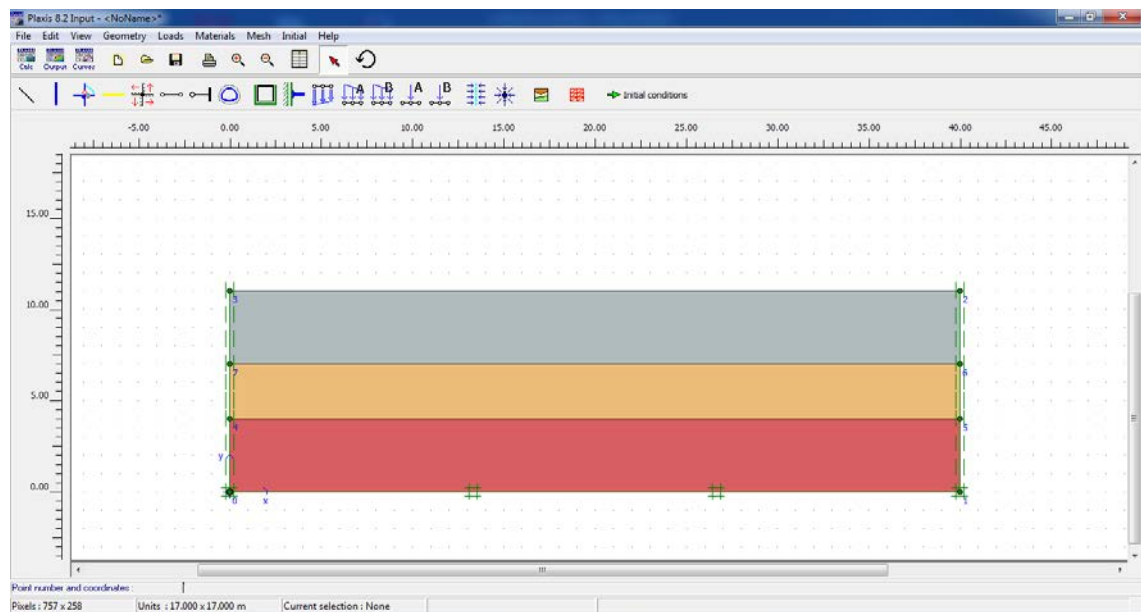 Plaxis 8.2 Input - <NoName>*
File Edit View Geometry Loads Materials Mesh Initial Help
Calc Output Curves
A B A B Initial conditions
-5.00 0.00 5.00 10.00 15.00 20.00 25.00 30.00 35.00 40.00 45.00
15.00
10.00
5.00
0.00
3 2
7 6
4 5
y
0 x 1
Point number and coordinates :
Pixels : 757 x 258 Units : 17.000 x 17.000 m Current selection : None